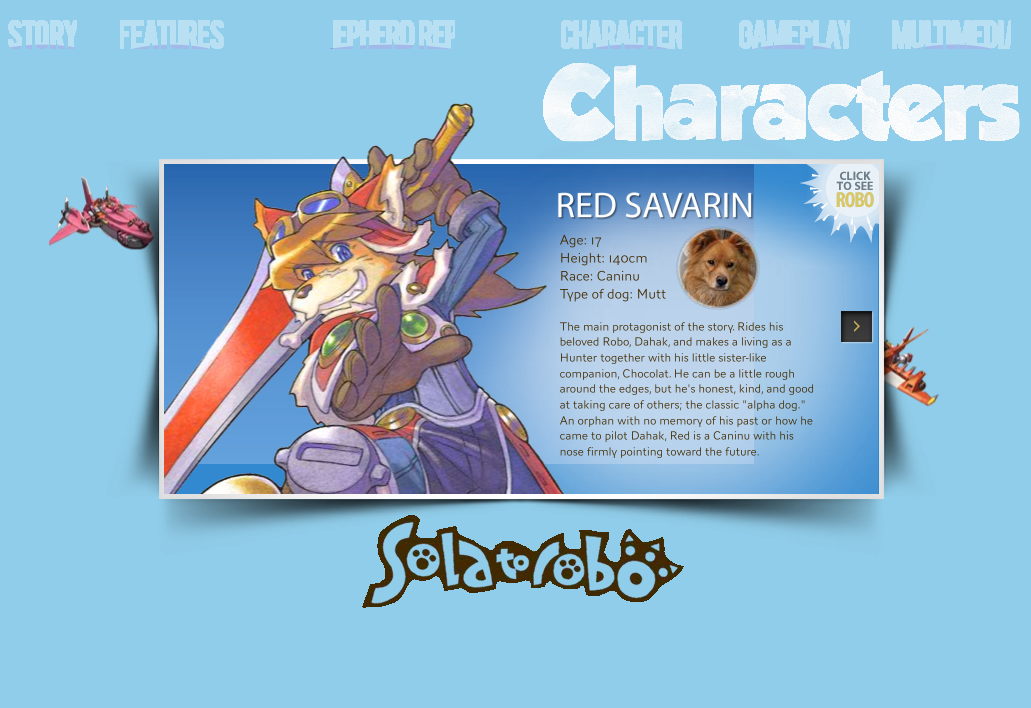 STORY FEATURES EPHERD REP CHARACTER GAMEPLAY MULTIMEDIA
Characters
CLICK
TO SEE
ROBO
RED SAVARIN
Age: 17
Height: 140cm
Race: Caninu
Type of dog: Mutt
The main protagonist of the story. Rides his
beloved Robo, Dahak, and makes a living as a
Hunter together with his little sister-like
companion, Chocolat. He can be a little rough
around the edges, but he's honest, kind, and good
at taking care of others; the classic "alpha dog."
An orphan with no memory of his past or how he
came to pilot Dahak, Red is a Caninu with his
nose firmly pointing toward the future.
Solatorobo